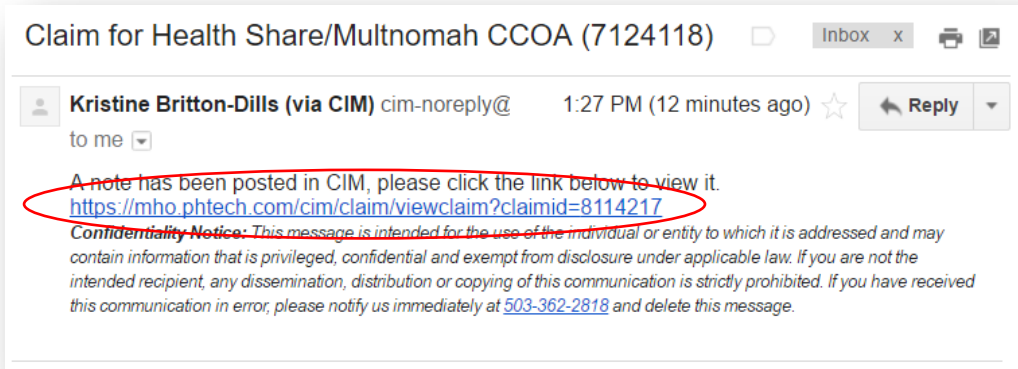 Claim for Health Share/Multnomah CCOA (7124118) Inbox x
Kristine Britton-Dills (via CIM) cim-noreply@ 1:27 PM (12 minutes ago) Reply
to me
A note has been posted in CIM, please click the link below to view it.
https://mho.phtech.com/cim/claim/viewclaim?claimid=8114217
Confidentiality Notice: This message is intended for the use of the individual or entity to which it is addressed and may
contain information that is privileged, confidential and exempt from disclosure under applicable law. If you are not the
intended recipient, any dissemination, distribution or copying of this communication is strictly prohibited. If you have received
this communication in error, please notify us immediately at 503-362-2818 and delete this message.